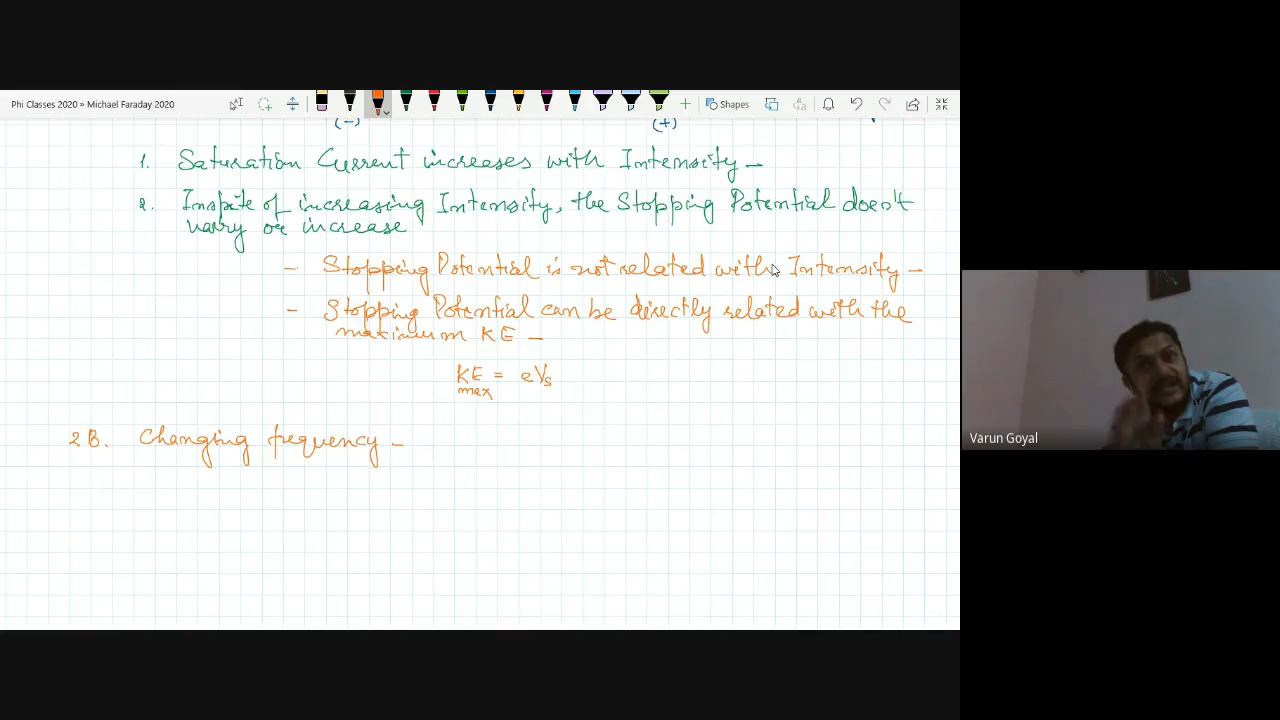 Phi Classes 2020 » Michael Faraday 2020
Shapes
(-) (+)
1. Saturation Current increases with Intensity -
2. Inspite of increasing Intensity, the Stopping Potential doesn't
vary or increase
- Stopping Potential is not related with Intensity -
- Stopping Potential can be directly related with the
maximum KE -
KE = eVs
max
2B. Changing frequency -
Varun Goyal